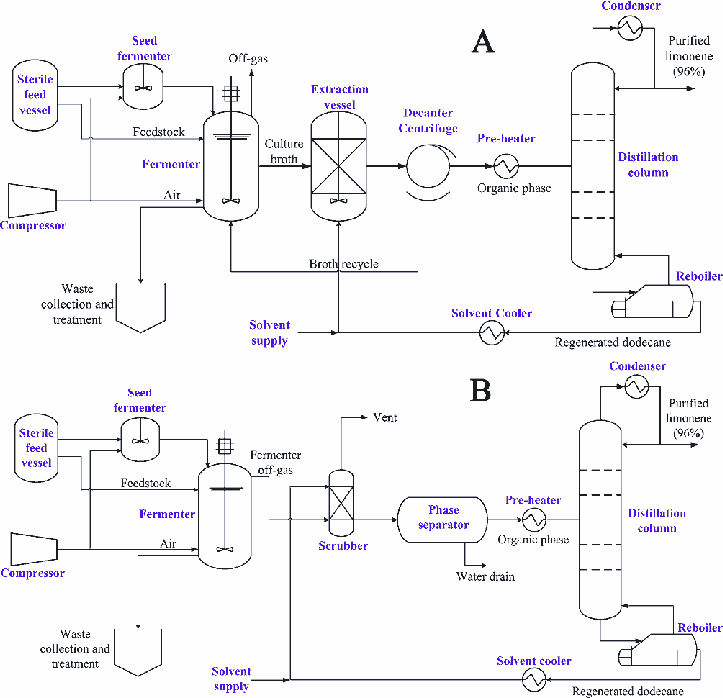 A
Condenser
Purified
limonene
(96%)
Seed
fermenter
Off-gas
Sterile
feed
vessel
Extraction
vessel
Decanter
Centrifuge
Pre-heater
Feedstock
Culture
broth
Fermenter
Organic phase
Distillation
column
Air
Compressor
Broth recycle
Reboiler
Waste
collection and
treatment
Solvent
supply
Solvent Cooler
Regenerated dodecane
B
Condenser
Purified
limonene
(96%)
Seed
fermenter
Vent
Sterile
feed
vessel
Fermenter
off-gas
Feedstock
Fermenter
Phase
separator
Pre-heater
Organic phase
Distillation
column
Air
Scrubber
Compressor
Water drain
Reboiler
Waste
collection and
treatment
Solvent
supply
Solvent cooler
Regenerated dodecane